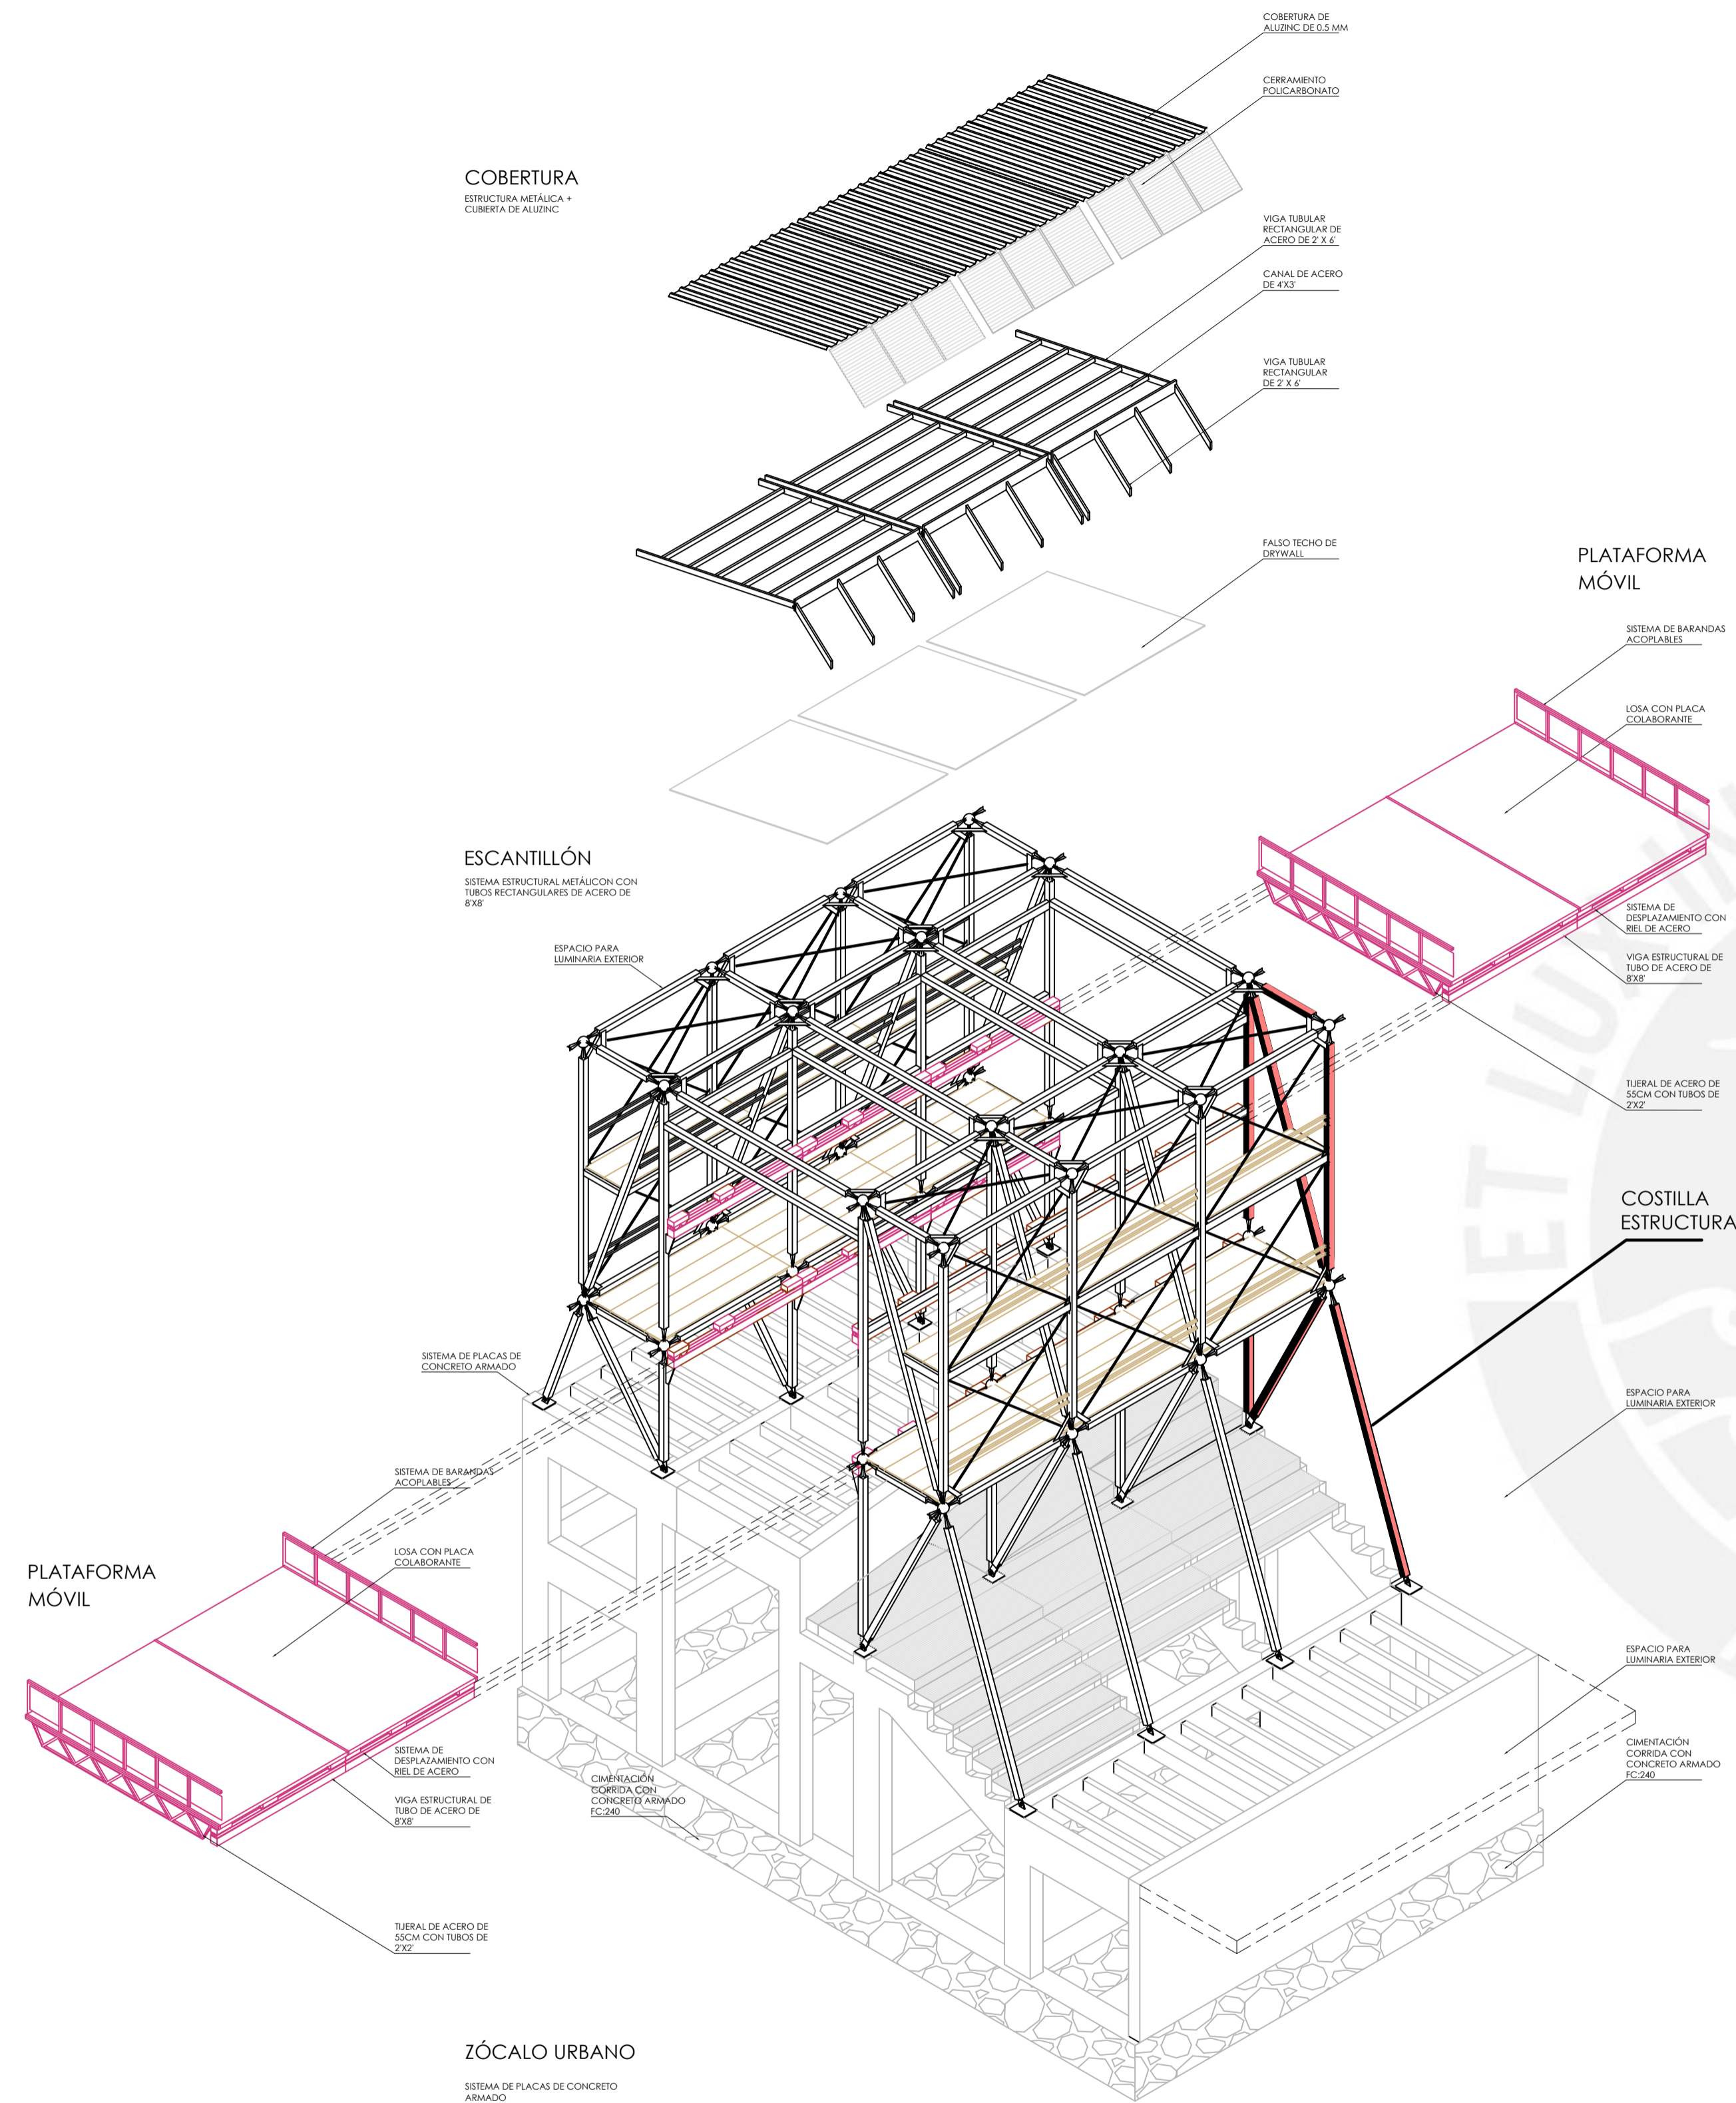 COBERTURA DE
ALUZINC DE 0.5 MM
CERRAMIENTO
POLICARBONATO
COBERTURA
ESTRUCTURA METÁLICA +
CUBIERTA DE ALUZINC
VIGA TUBULAR
RECTANGULAR DE
ACERO DE 2' X 6'
CANAL DE ACERO
DE 4'X3'
VIGA TUBULAR
RECTANGULAR
DE 2' X 6'
FALSO TECHO DE
DRYWALL
PLATAFORMA
MÓVIL
SISTEMA DE BARANDAS
ACOPLABLES
LOSA CON PLACA
COLABORANTE
SISTEMA DE
DESPLAZAMIENTO CON
RIEL DE ACERO
VIGA ESTRUCTURAL DE
TUBO DE ACERO DE
8'X8'
TIJERAL DE ACERO DE
55CM CON TUBOS DE
2'X2'
ESCANTILLÓN
SISTEMA ESTRUCTURAL METÁLICON CON
TUBOS RECTANGULARES DE ACERO DE
8'X8'
ESPACIO PARA
LUMINARIA EXTERIOR
ET LUX
COSTILLA
ESTRUCTURA
ESPACIO PARA
LUMINARIA EXTERIOR
SISTEMA DE PLACAS DE
CONCRETO ARMADO
SISTEMA DE BARANDAS
ACOPLABLES
LOSA CON PLACA
COLABORANTE
PLATAFORMA
MÓVIL
SISTEMA DE
DESPLAZAMIENTO CON
RIEL DE ACERO
VIGA ESTRUCTURAL DE
TUBO DE ACERO DE
8'X8'
TIJERAL DE ACERO DE
55CM CON TUBOS DE
2'X2'
CIMENTACIÓN
CORRIDA CON
CONCRETO ARMADO
FC:240
ESPACIO PARA
LUMINARIA EXTERIOR
CIMENTACIÓN
CORRIDA CON
CONCRETO ARMADO
FC:240
ZÓCALO URBANO
SISTEMA DE PLACAS DE CONCRETO
ARMADO